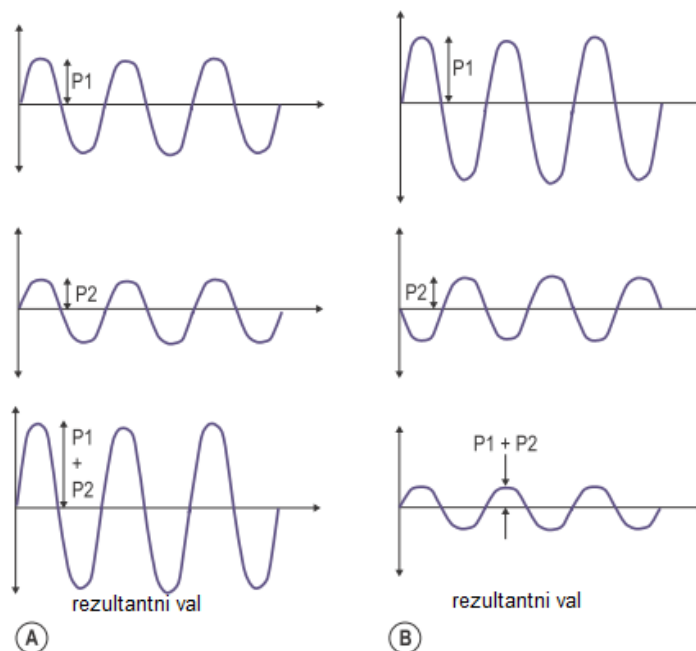 P1
P2
P1
+
P2
rezultantni val
A
P1
P2
P1 + P2
rezultantni val
B